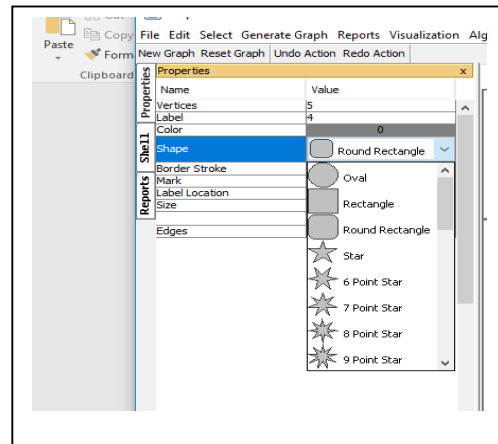 Copy
Paste
Form
Clipboard
File Edit Select Generate Graph Reports Visualization Alg
New Graph Reset Graph Undo Action Redo Action
Properties
Shell
Reports
Properties x
Name Value
Vertices 5
Label 4
Color 0
Shape Round Rectangle
Border Stroke
Mark
Label Location
Size
Edges
Oval
Rectangle
Round Rectangle
Star
6 Point Star
7 Point Star
8 Point Star
9 Point Star